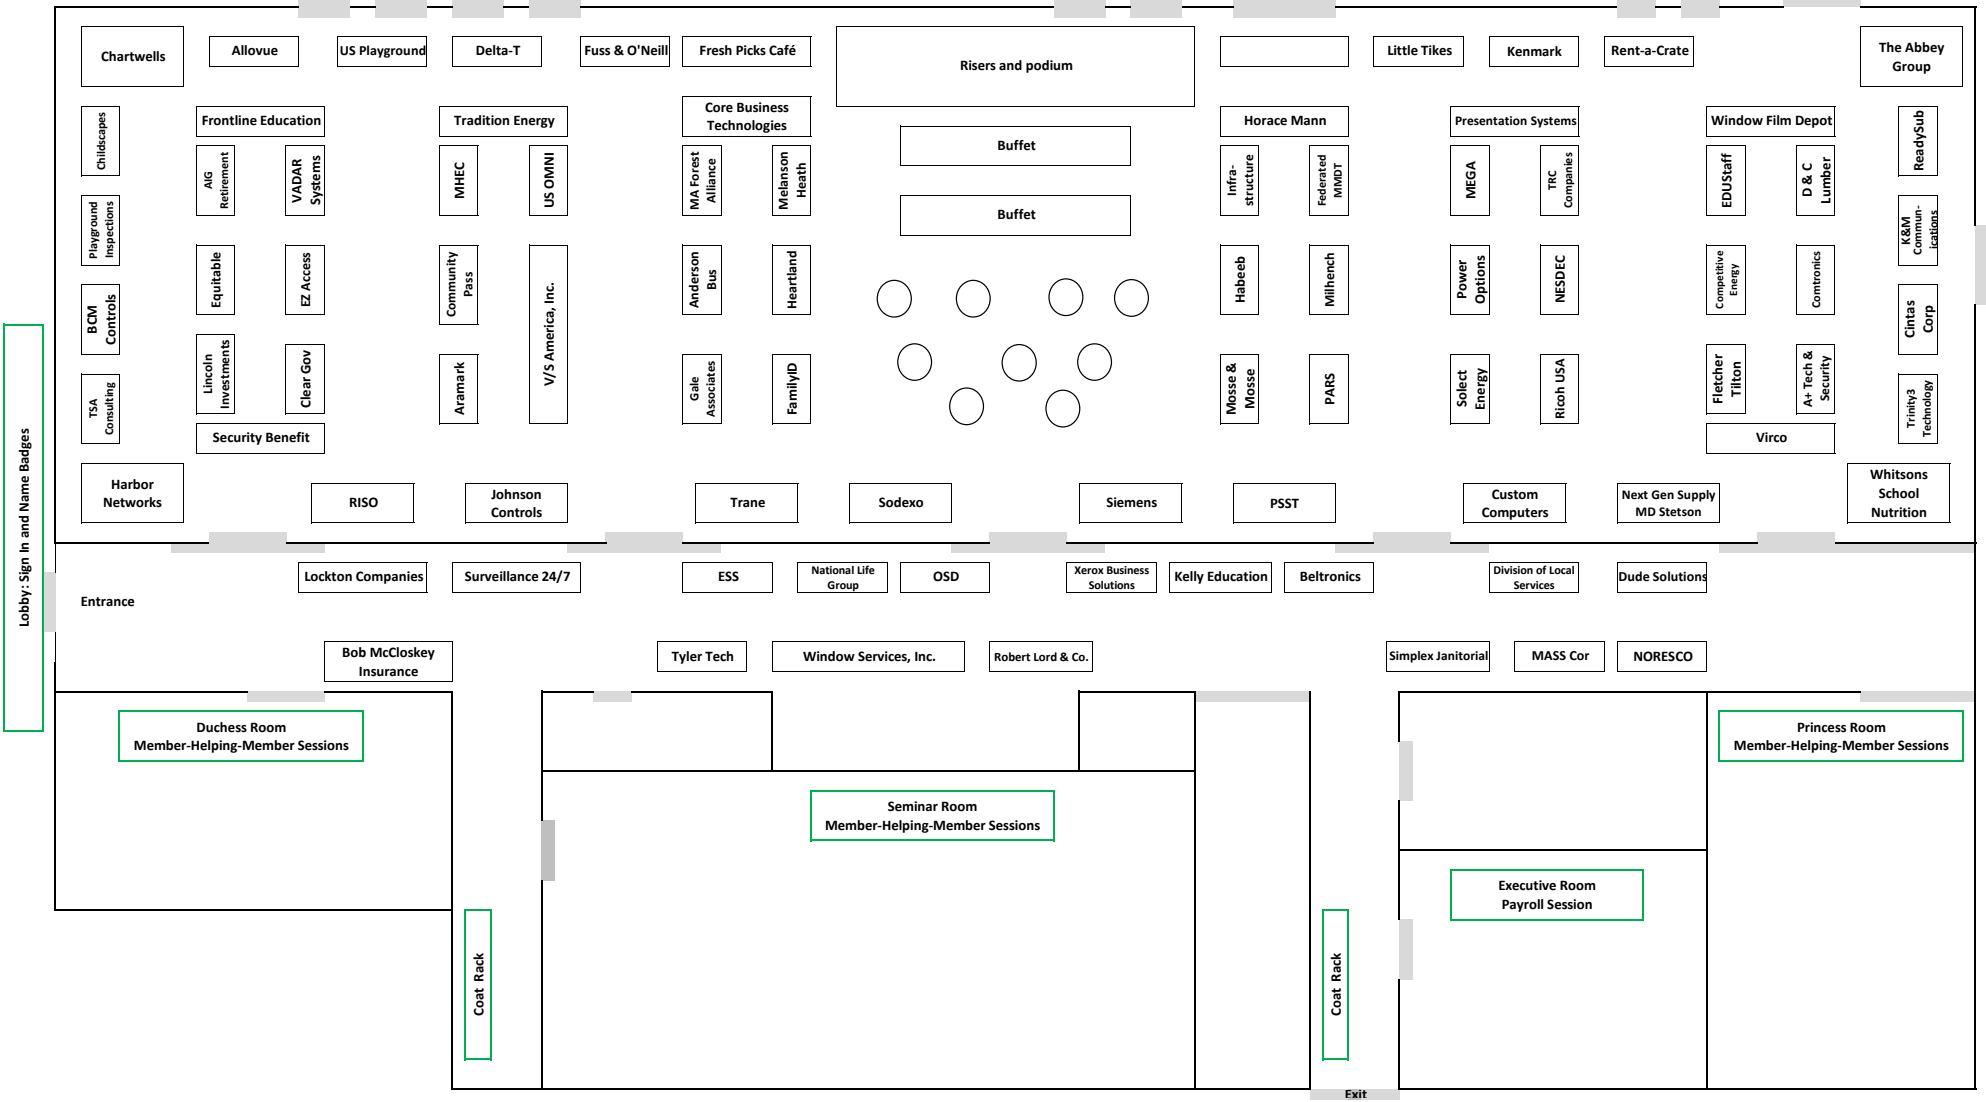 Chartwells
Allovue
US Playground
Delta-T
Fuss & O'Neill
Fresh Picks Café
Risers and podium
Little Tikes
Kenmark
Rent-a-Crate
The Abbey
Group
Childscapes
Frontline Education
Tradition Energy
Core Business
Technologies
Buffet
Horace Mann
Presentation Systems
Window Film Depot
ReadySub
AIG
Retirement
VADAR
Systems
MHEC
US OMNI
MA Forest
Alliance
Melanson
Heath
Infra-
structure
Federated
MMDT
MEGA
TRC
Companies
EDUStaff
D & C
Lumber
Playground
Inspections
Buffet
K&M
Commun-
ications
Equitable
EZ Access
Community
Pass
V/S America, Inc.
Anderson
Bus
Heartland
Habeeb
Milhench
Power
Options
NESDEC
Competitive
Energy
Comtronics
BCM
Controls
Cintas
Corp
Lincoln
Investments
Clear Gov
Aramark
Gale
Associates
FamilyID
Mosse &
Mosse
PARS
Solect
Energy
Ricoh USA
Fletcher
Tilton
A+ Tech &
Security
TSA
Consulting
Trinity3
Technology
Security Benefit
Virco
Harbor
Networks
RISO
Johnson
Controls
Trane
Sodexo
Siemens
PSST
Custom
Computers
Next Gen Supply
MD Stetson
Whitsons
School
Nutrition
Lobby: Sign In and Name Badges
Entrance
Lockton Companies
Surveillance 24/7
ESS
National Life
Group
OSD
Xerox Business
Solutions
Kelly Education
Beltronics
Division of Local
Services
Dude Solutions
Bob McCloskey
Insurance
Tyler Tech
Window Services, Inc.
Robert Lord & Co.
Simplex Janitorial
MASS Cor
NORESCO
Duchess Room
Member-Helping-Member Sessions
Princess Room
Member-Helping-Member Sessions
Seminar Room
Member-Helping-Member Sessions
Executive Room
Payroll Session
Coat Rack
Coat Rack
Exit